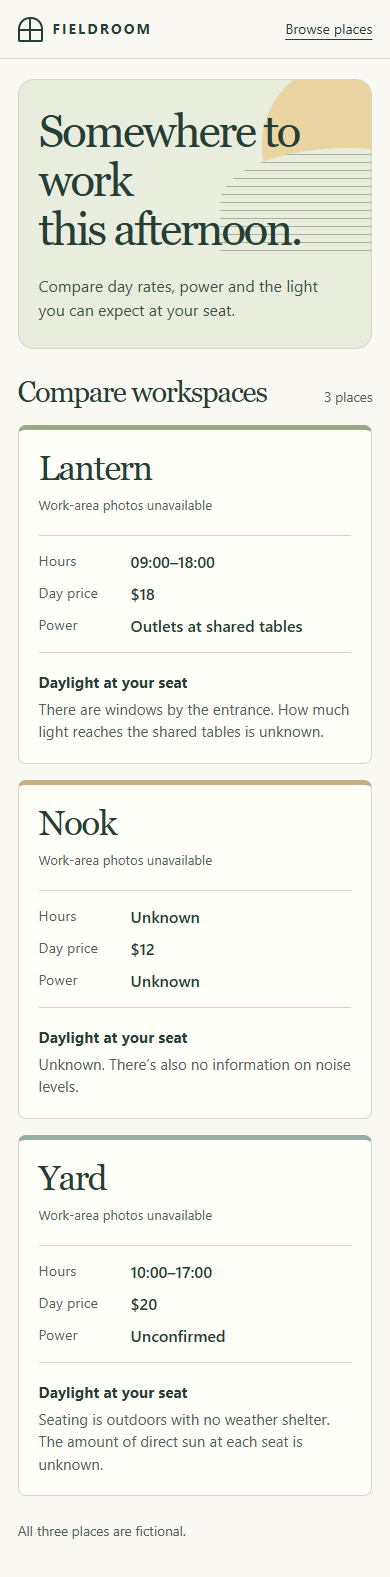 FIELDROOM
Browse places
Somewhere to
work
this afternoon.
Compare day rates, power and the light
you can expect at your seat.
Compare workspaces
3 places
Lantern
Work-area photos unavailable
Hours 09:00–18:00
Day price $18
Power Outlets at shared tables
Daylight at your seat
There are windows by the entrance. How much
light reaches the shared tables is unknown.
Nook
Work-area photos unavailable
Hours Unknown
Day price $12
Power Unknown
Daylight at your seat
Unknown. There’s also no information on noise
levels.
Yard
Work-area photos unavailable
Hours 10:00–17:00
Day price $20
Power Unconfirmed
Daylight at your seat
Seating is outdoors with no weather shelter.
The amount of direct sun at each seat is
unknown.
All three places are fictional.